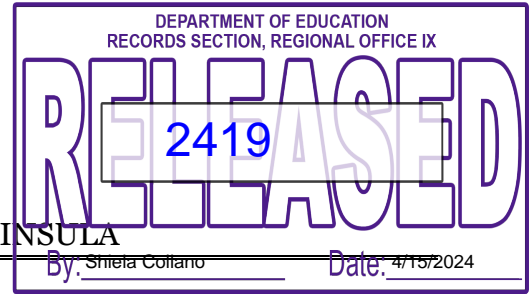 DEPARTMENT OF EDUCATION
RECORDS SECTION, REGIONAL OFFICE IX
RELEASED
2419
INSULA
By: Shiela Collano Date: 4/15/2024